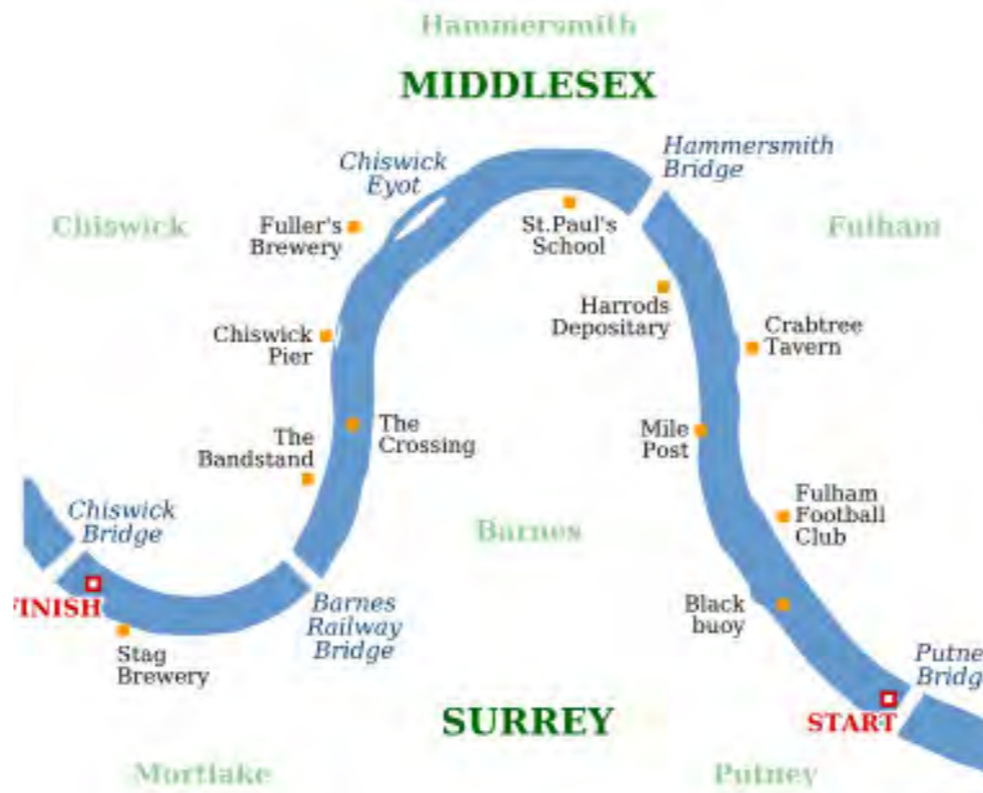 Hammersmith
MIDDLESEX
Hammersmith
Bridge
Chiswick
Eyot
Chiswick
Fuller's
Brewery
St.Paul's
School
Fulham
Harrods
Depositary
Chiswick
Pier
Crabtree
Tavern
The
Bandstand
The
Crossing
Mile
Post
Chiswick
Bridge
Barnes
Fulham
Football
Club
FINISH
Barnes
Railway
Bridge
Black
buoy
Stag
Brewery
Putne
Bridg
SURREY
START
Mortlake
Putney